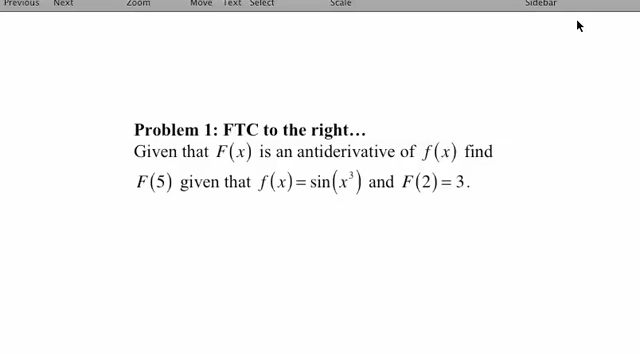 Previous Next Zoom Move Text Select Scale Sidebar
Problem 1: FTC to the right…
Given that F(x) is an antiderivative of f(x) find
F(5) given that f(x)=sin(x³) and F(2)=3.